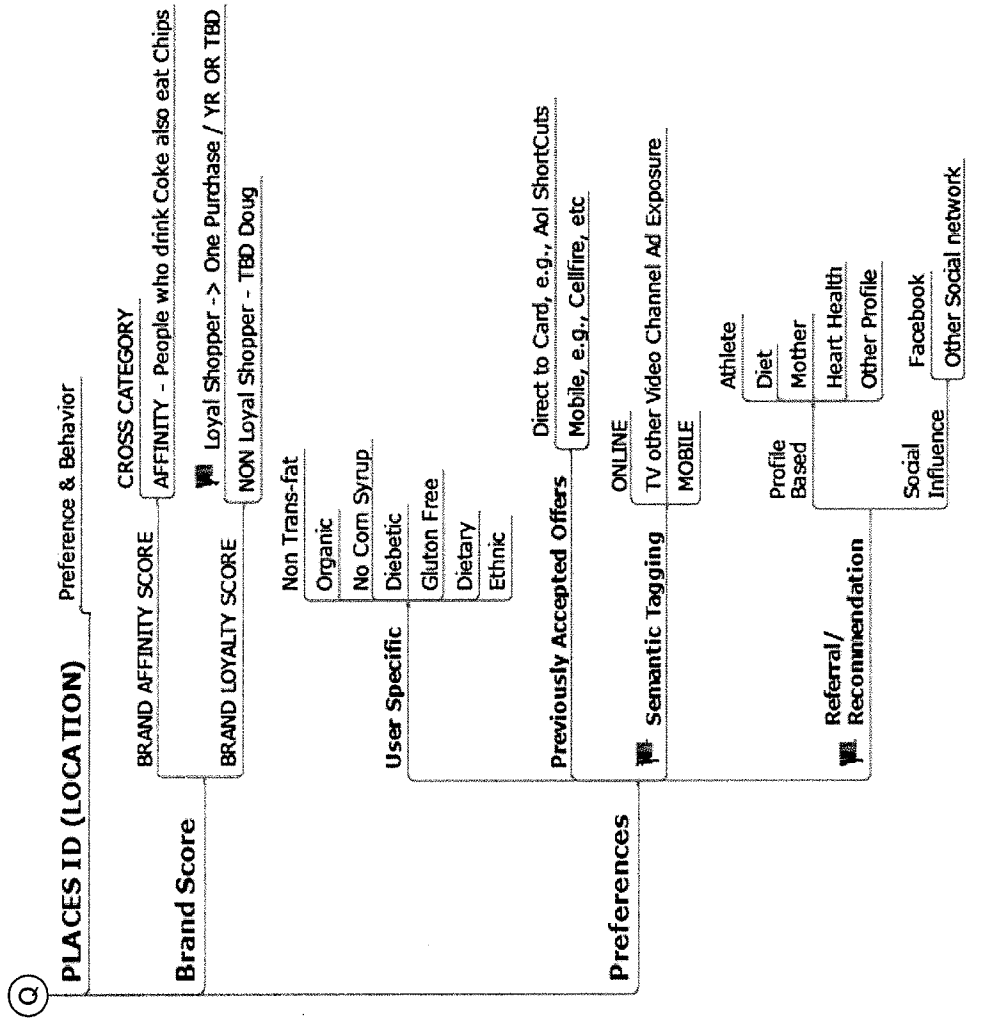 Q
PLACES ID (LOCATION)
Preference & Behavior
Brand Score
BRAND AFFINITY SCORE
CROSS CATEGORY
AFFINITY - People who drink Coke also eat Chips
BRAND LOYALTY SCORE
Loyal Shopper -> One Purchase / YR OR TBD
NON Loyal Shopper - TBD Doug
Preferences
User Specific
Non Trans-fat
Organic
No Corn Syrup
Diebetic
Gluton Free
Dietary
Ethnic
Previously Accepted Offers
Direct to Card, e.g., Aol ShortCuts
Mobile, e.g., Cellfire, etc
Semantic Tagging
ONLINE
TV other Video Channel Ad Exposure
MOBILE
Referral/
Recommendation
Profile
Based
Athlete
Diet
Mother
Heart Health
Other Profile
Social
Influence
Facebook
Other Social network